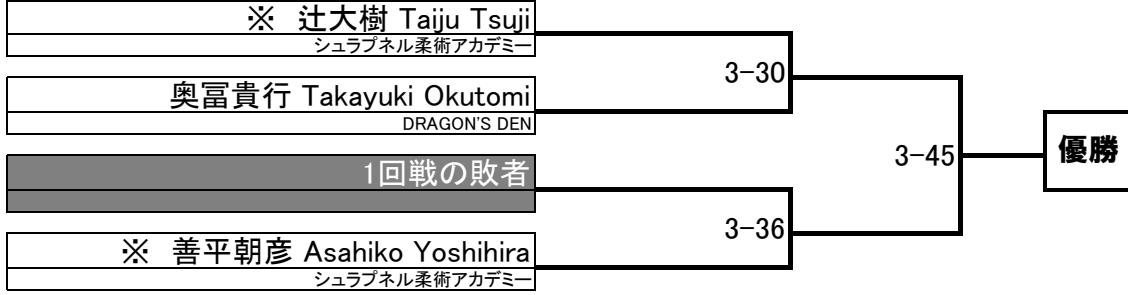 ※ 辻大樹 Taiju Tsuji
シュラプネル柔術アカデミー
3-30
奥冨貴行 Takayuki Okutomi
DRAGON'S DEN
3-45
優勝
1回戦の敗者
3-36
※ 善平朝彦 Asahiko Yoshihira
シュラプネル柔術アカデミー